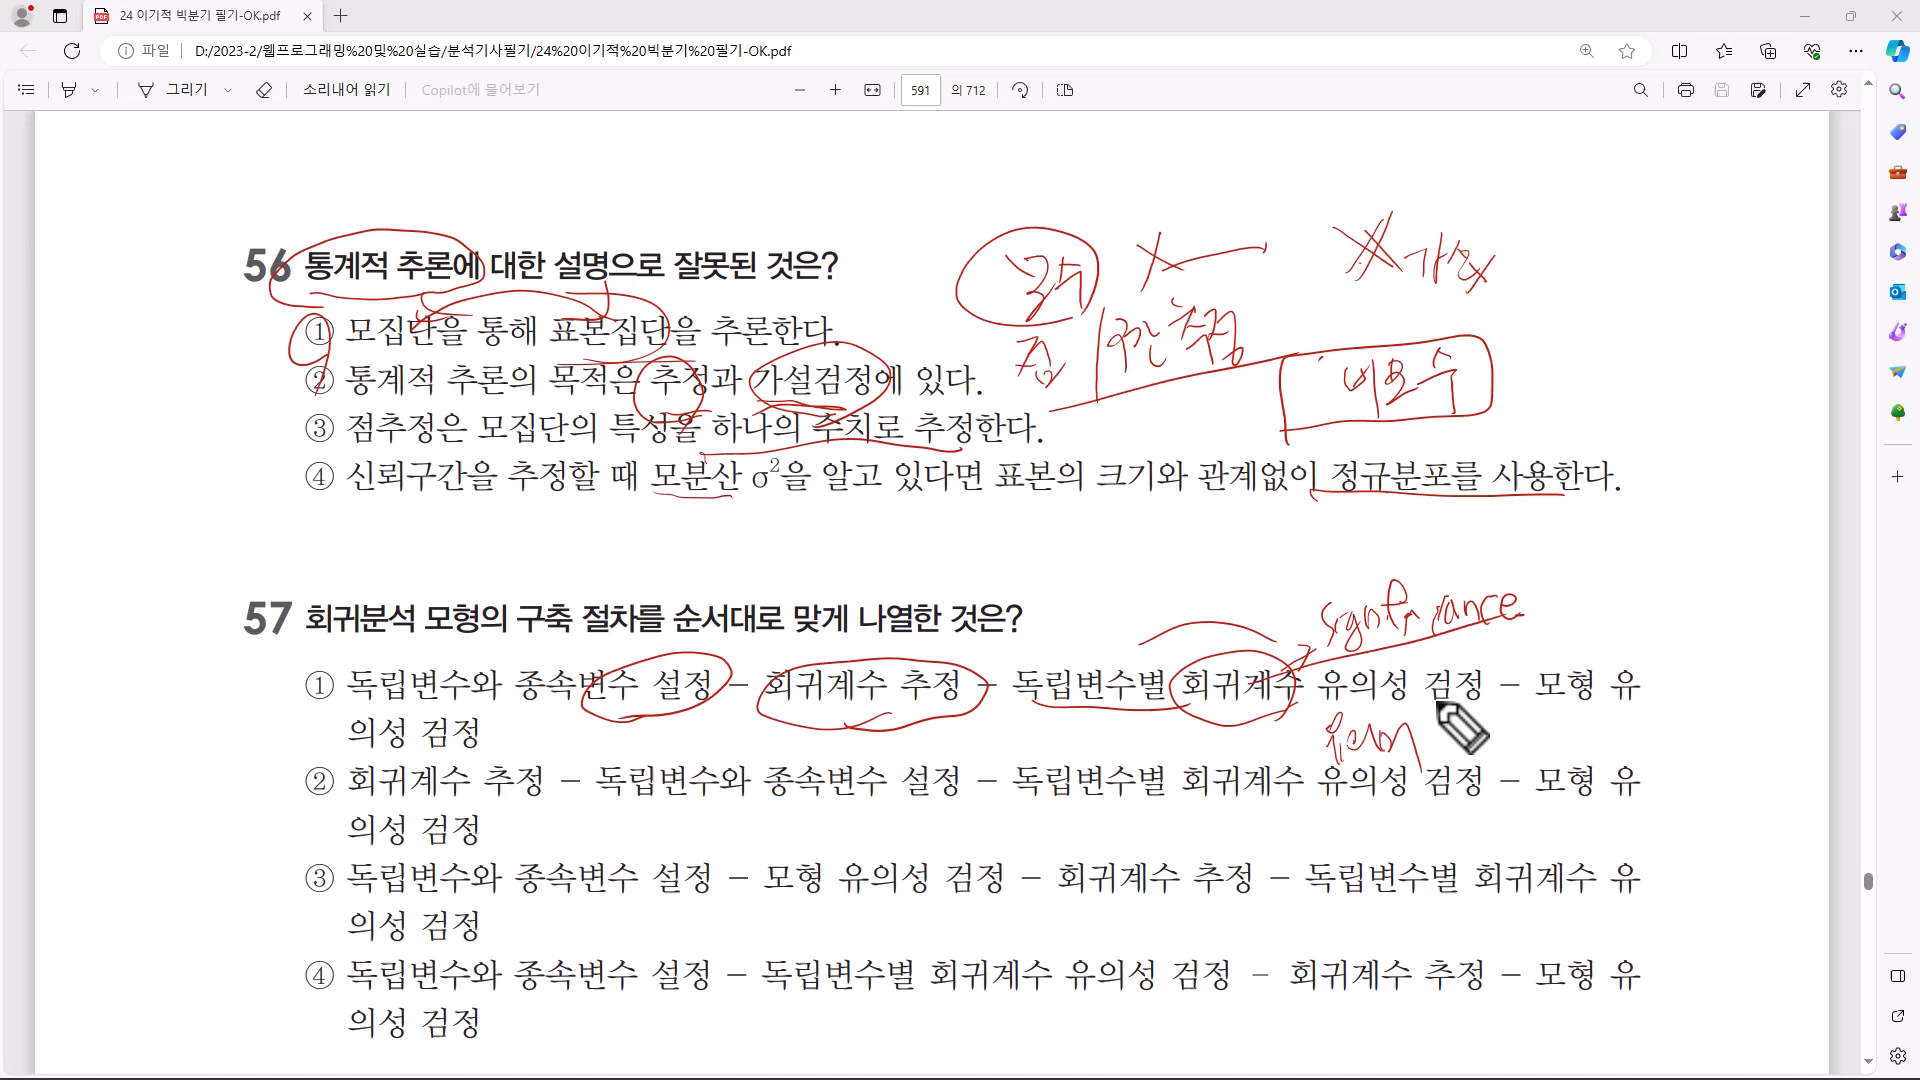 24 이기적 빅분기 필기-OK.pdf
파일
D:/2023-2/웹프로그래밍%20및%20실습/분석기사필기/24%20이기적%20빅분기%20필기-OK.pdf
그리기
소리내어 읽기
Copilot에 물어보기
591
의 712
56 통계적 추론에 대한 설명으로 잘못된 것은?
① 모집단을 통해 표본집단을 추론한다.
② 통계적 추론의 목적은 추정과 가설검정에 있다.
③ 점추정은 모집단의 특성을 하나의 수치로 추정한다.
④ 신뢰구간을 추정할 때 모분산 σ²을 알고 있다면 표본의 크기와 관계없이 정규분포를 사용한다.
모수
구간 추정
점
비모수
57 회귀분석 모형의 구축 절차를 순서대로 맞게 나열한 것은?
significance
① 독립변수와 종속변수 설정 – 회귀계수 추정 – 독립변수별 회귀계수 유의성 검정 – 모형 유
의성 검정
② 회귀계수 추정 – 독립변수와 종속변수 설정 – 독립변수별 회귀계수 유의성 검정 – 모형 유
의성 검정
③ 독립변수와 종속변수 설정 – 모형 유의성 검정 – 회귀계수 추정 – 독립변수별 회귀계수 유
의성 검정
④ 독립변수와 종속변수 설정 – 독립변수별 회귀계수 유의성 검정 – 회귀계수 추정 – 모형 유
의성 검정